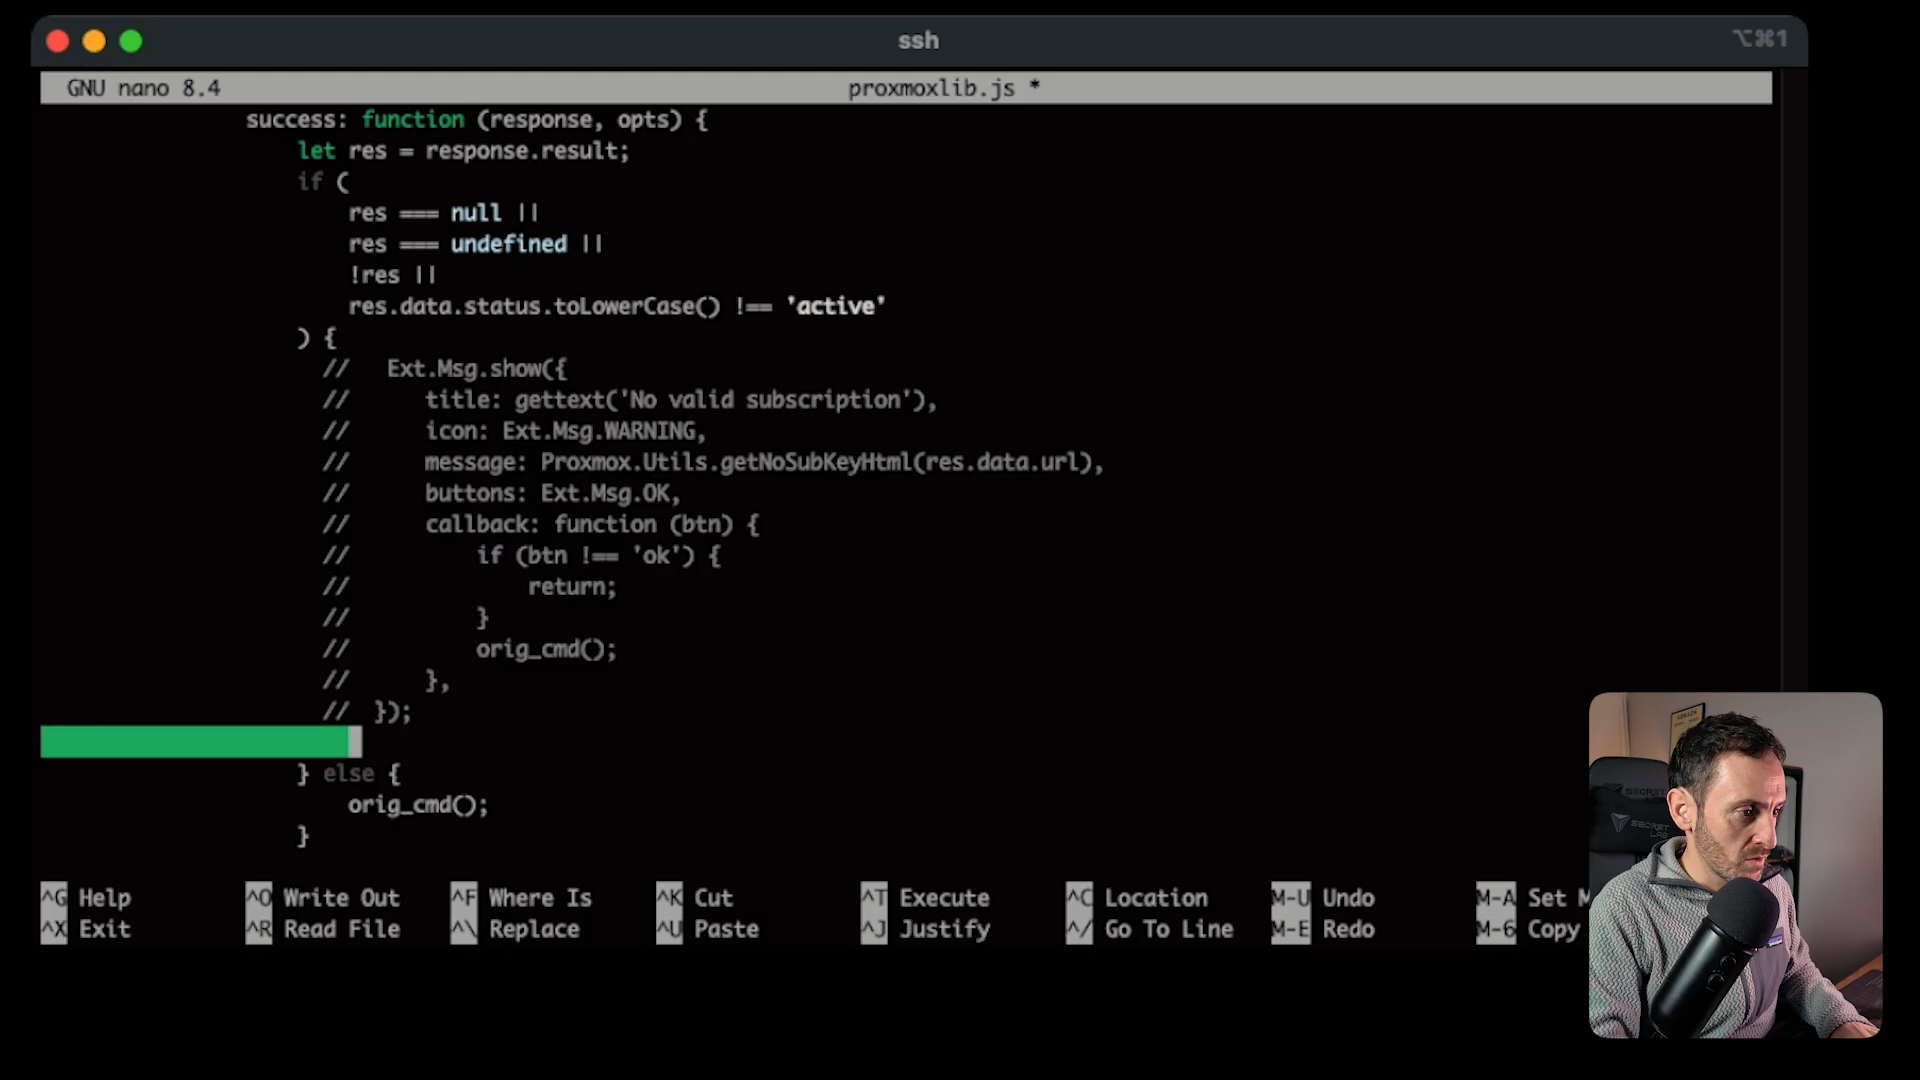 ssh
⌥⌘1
GNU nano 8.4 proxmoxlib.js *
success: function (response, opts) {
let res = response.result;
if (
res === null ||
res === undefined ||
!res ||
res.data.status.toLowerCase() !== 'active'
) {
// Ext.Msg.show({
// title: gettext('No valid subscription'),
// icon: Ext.Msg.WARNING,
// message: Proxmox.Utils.getNoSubKeyHtml(res.data.url),
// buttons: Ext.Msg.OK,
// callback: function (btn) {
// if (btn !== 'ok') {
// return;
// }
// orig_cmd();
// },
// });
} else {
orig_cmd();
}
^G Help ^O Write Out ^F Where Is ^K Cut ^T Execute ^C Location M-U Undo M-A Set M
^X Exit ^R Read File ^\ Replace ^U Paste ^J Justify ^/ Go To Line M-E Redo M-6 Copy
SECRET LAB